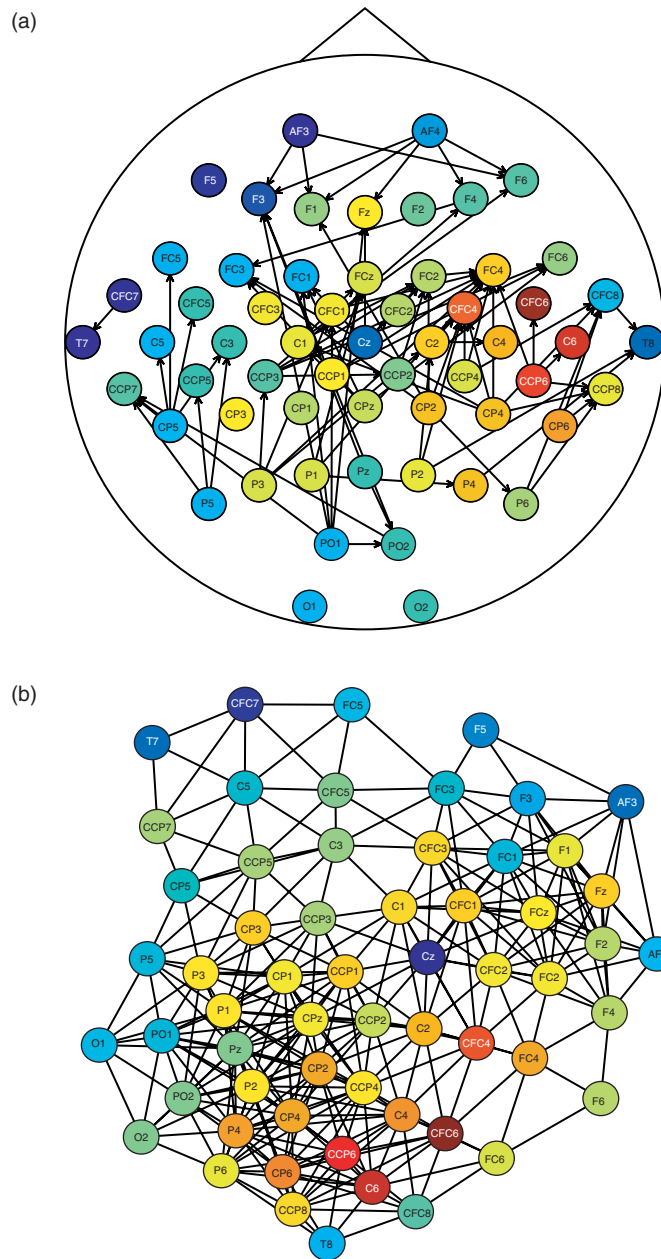 (a)
AF3 AF4
F5 F3 F1 Fz F2 F4 F6
FC5 FC3 FC1 FCz FC2 FC4 FC6
CFC7 CFC5 CFC3 CFC1 CFC2 CFC4 CFC6 CFC8
T7 C5 C3 C1 Cz C2 C4 C6 T8
CCP7 CCP5 CCP3 CCP1 CCP2 CCP4 CCP6 CCP8
CP5 CP3 CP1 CPz CP2 CP4 CP6
P5 P3 P1 Pz P2 P4 P6
PO1 PO2
O1 O2
(b)
CFC7 FC5
T7 F5
C5 CFC5 FC3 F3 AF3
CCP7 CCP5 C3 CFC3 FC1 F1
CP5 Fz
CP3 CCP3 C1 CFC1 FCz
P5 Cz F2 AF
P3 CP1 CCP1 CFC2 FC2
P1 CPz CCP2 C2 F4
O1 PO1 Pz CFC4 FC4
PO2 P2 CP2 CCP4 F6
O2 P4 CP4 C4 CFC6
P6 CP6 CCP6 C6 FC6
CCP8 CFC8
T8